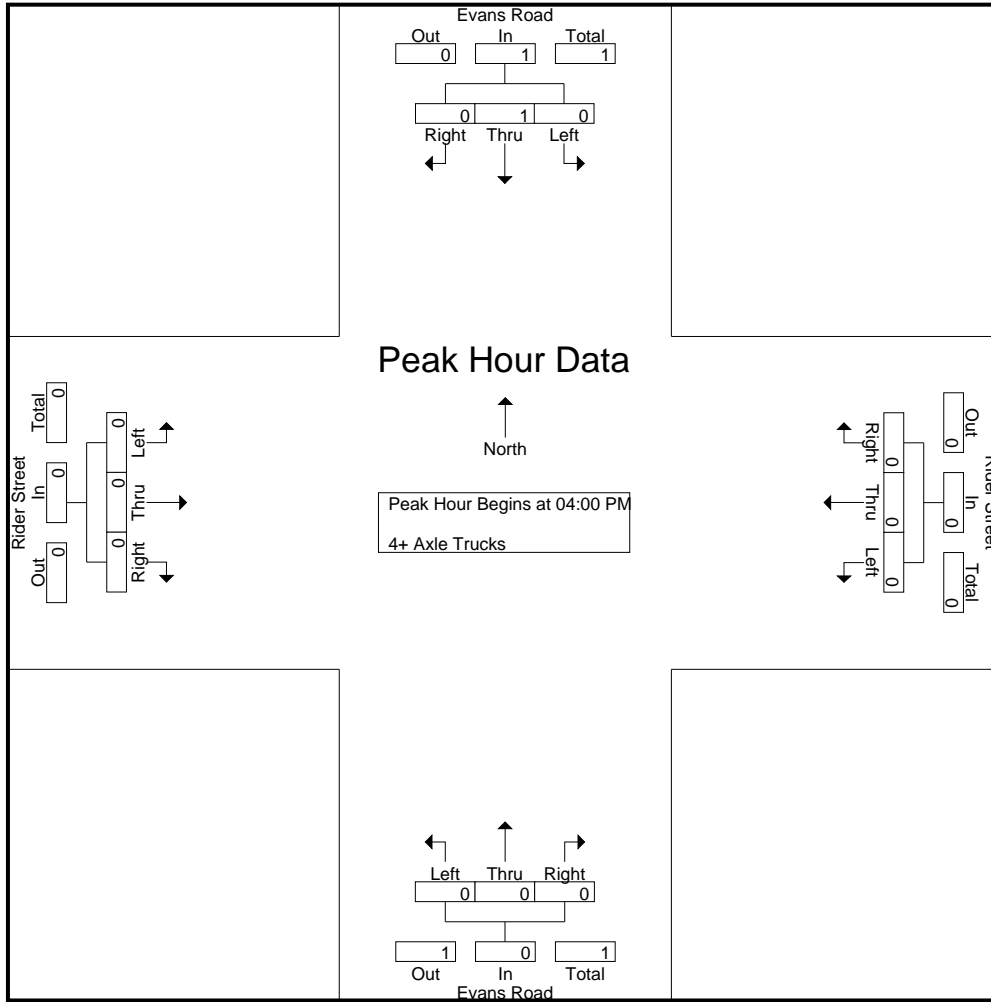 Evans Road
Out In Total
0 1 1
0 1 0
Right Thru Left
Peak Hour Data
North
Peak Hour Begins at 04:00 PM
4+ Axle Trucks
Rider Street
Total In Out
0 0 0
0 0 0
Left Thru Right
Right Thru Left
0 0 0
0 0 0
Out In Total
Rider Street
Left Thru Right
0 0 0
1 0 1
Out In Total
Evans Road